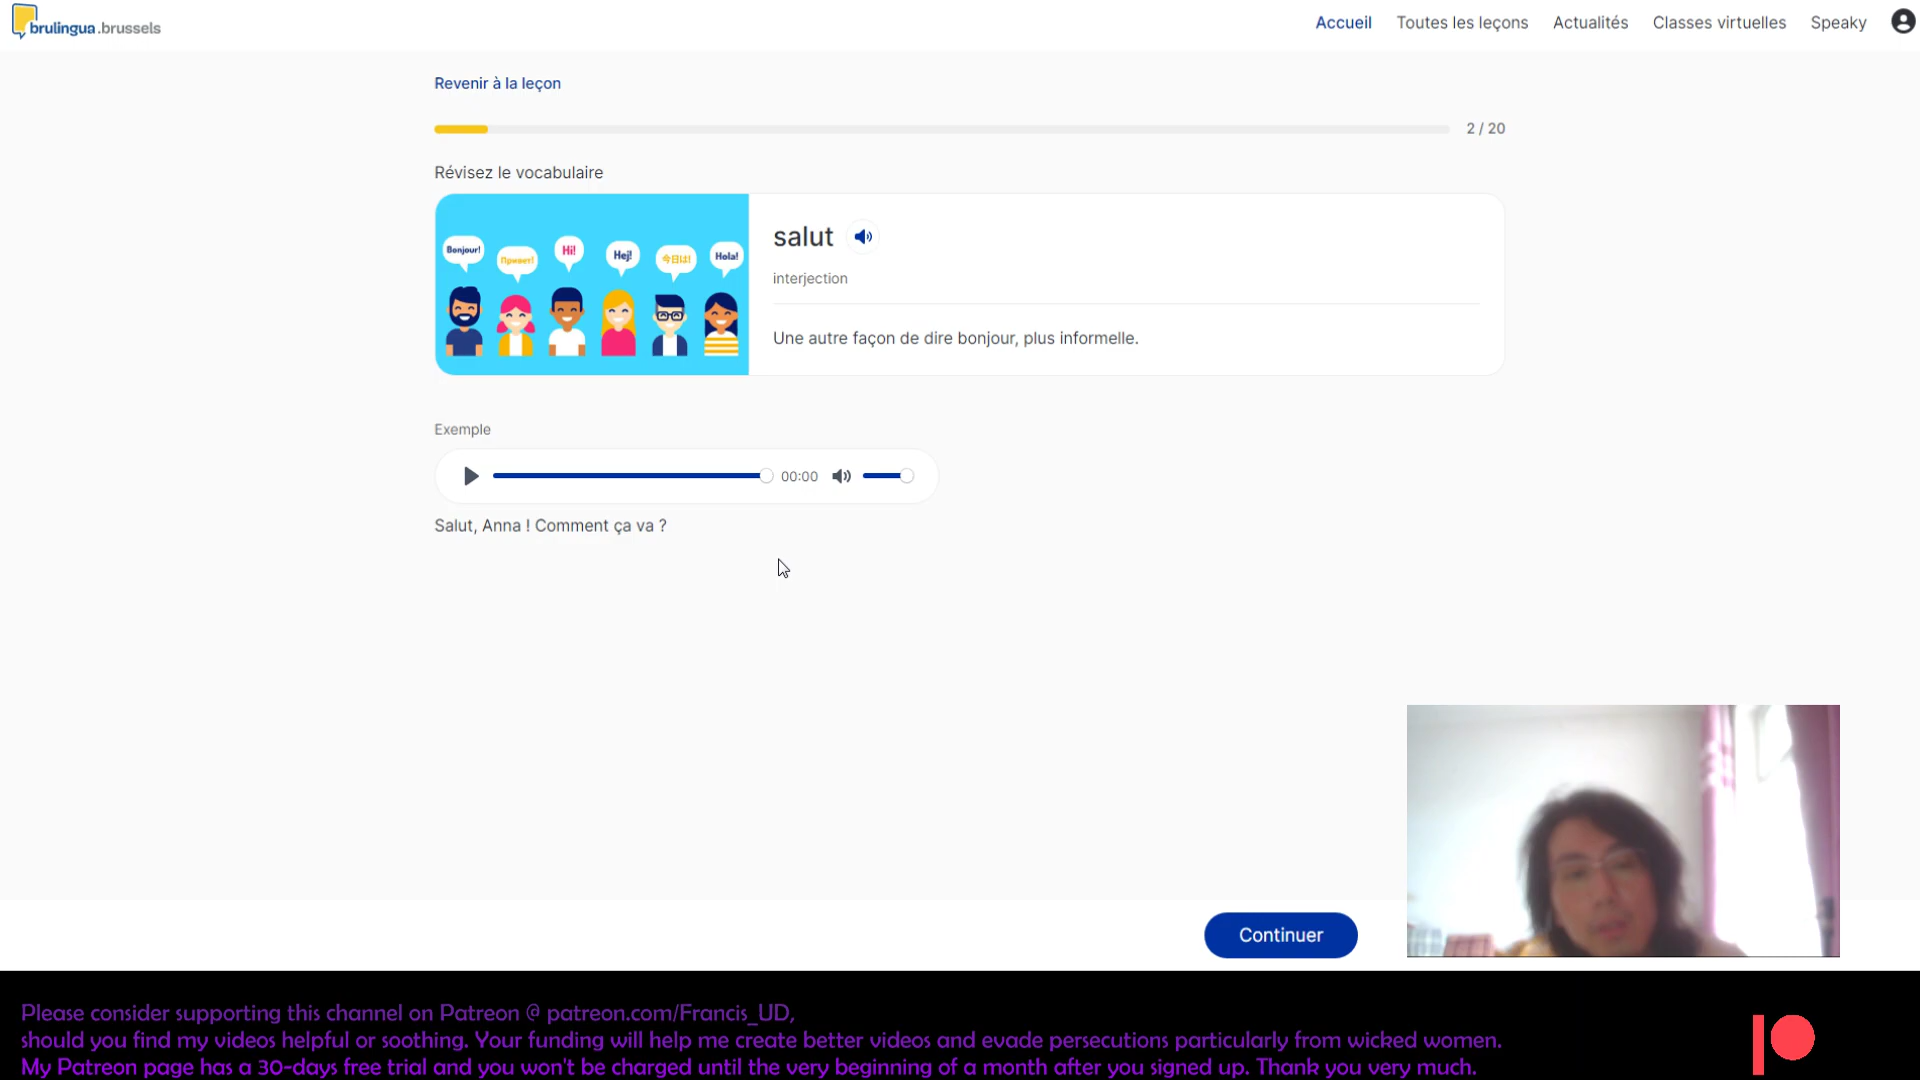 brulingua.brussels
Accueil
Toutes les leçons
Actualités
Classes virtuelles
Speaky
Revenir à la leçon
2 / 20
Révisez le vocabulaire
Bonjour!
Привет!
Hi!
Hej!
今日は!
Hola!
salut
interjection
Une autre façon de dire bonjour, plus informelle.
Exemple
00:00
Salut, Anna ! Comment ça va ?
Continuer
Please consider supporting this channel on Patreon @ patreon.com/Francis_UD,
should you find my videos helpful or soothing. Your funding will help me create better videos and evade persecutions particularly from wicked women.
My Patreon page has a 30-days free trial and you won't be charged until the very beginning of a month after you signed up. Thank you very much.